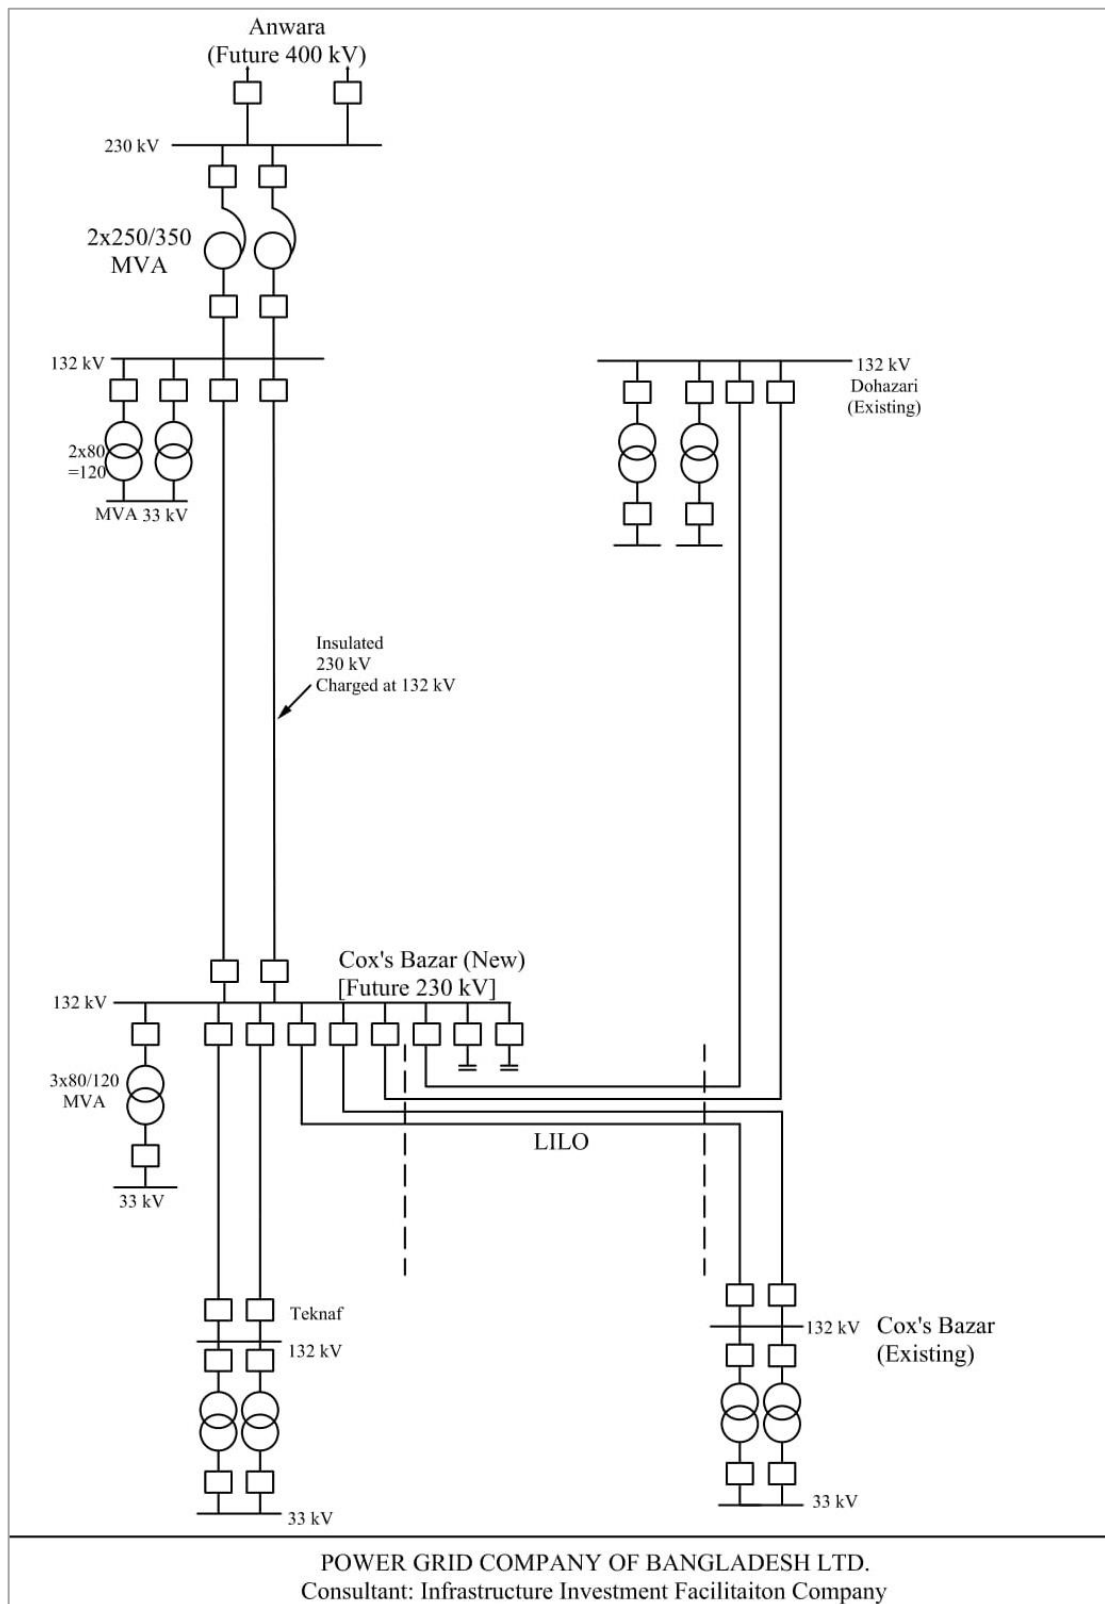 Anwara
(Future 400 kV)
230 kV
2x250/350
MVA
132 kV
132 kV
Dohazari
(Existing)
2x80
=120
MVA 33 kV
Insulated
230 kV
Charged at 132 kV
Cox's Bazar (New)
[Future 230 kV]
132 kV
3x80/120
MVA
LILO
33 kV
Teknaf
132 kV
132 kV
Cox's Bazar
(Existing)
33 kV
33 kV
POWER GRID COMPANY OF BANGLADESH LTD.
Consultant: Infrastructure Investment Facilitaiton Company